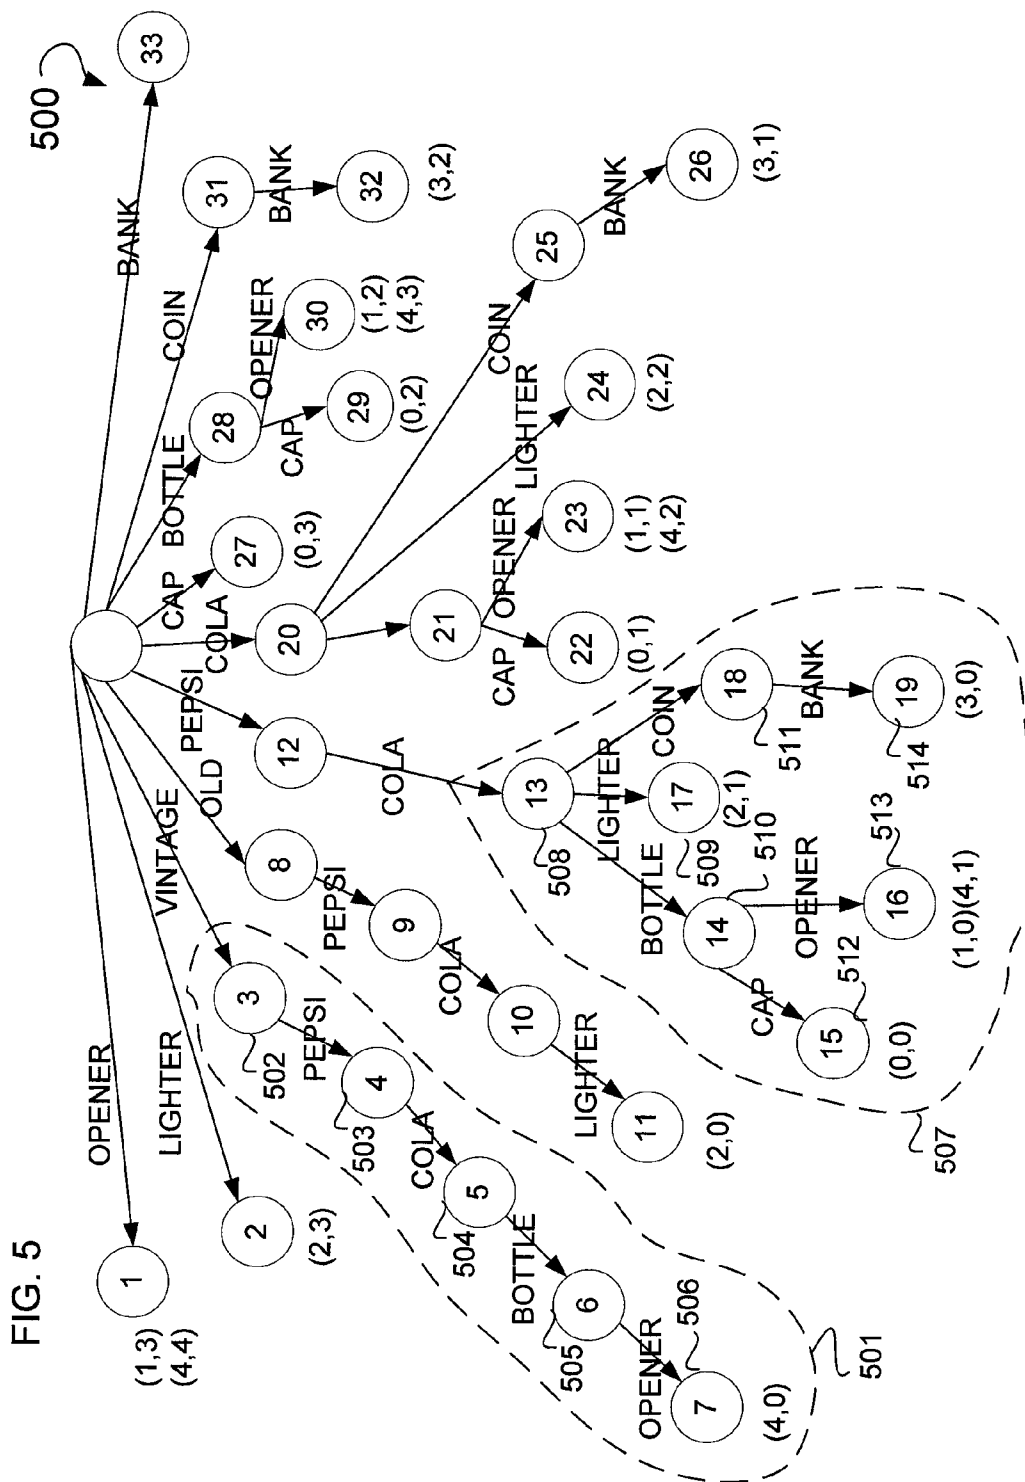 FIG. 5
500
OPENER
LIGHTER
VINTAGE
OLD
PEPSI
COLA
CAP
BOTTLE
COIN
BANK
1
(1,3)
(4,4)
2
(2,3)
3
502
PEPSI
4
503
COLA
5
504
BOTTLE
6
505
OPENER
7
506
(4,0)
501
8
PEPSI
9
COLA
10
LIGHTER
11
(2,0)
12
COLA
13
508
BOTTLE
LIGHTER
COIN
14
510
17
509
(2,1)
18
511
CAP
OPENER
BANK
15
512
(0,0)
16
513
(1,0)(4,1)
19
514
(3,0)
507
20
21
CAP
OPENER
22
(0,1)
23
(1,1)
(4,2)
LIGHTER
24
(2,2)
COIN
25
BANK
26
(3,1)
27
(0,3)
28
CAP
OPENER
29
(0,2)
30
(1,2)
(4,3)
31
BANK
32
(3,2)
33